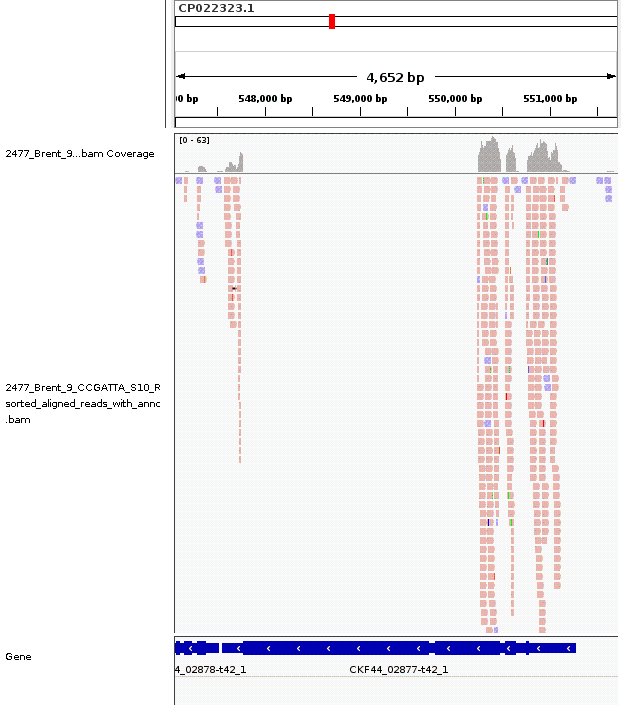 CP022323.1
4,652 bp
00 bp 548,000 bp 549,000 bp 550,000 bp 551,000 bp
[0 - 63]
2477_Brent_9...bam Coverage
2477_Brent_9_CCGATTA_S10_R
sorted_aligned_reads_with_annc
.bam
Gene
4_02878-t42_1 CKF44_02877-t42_1